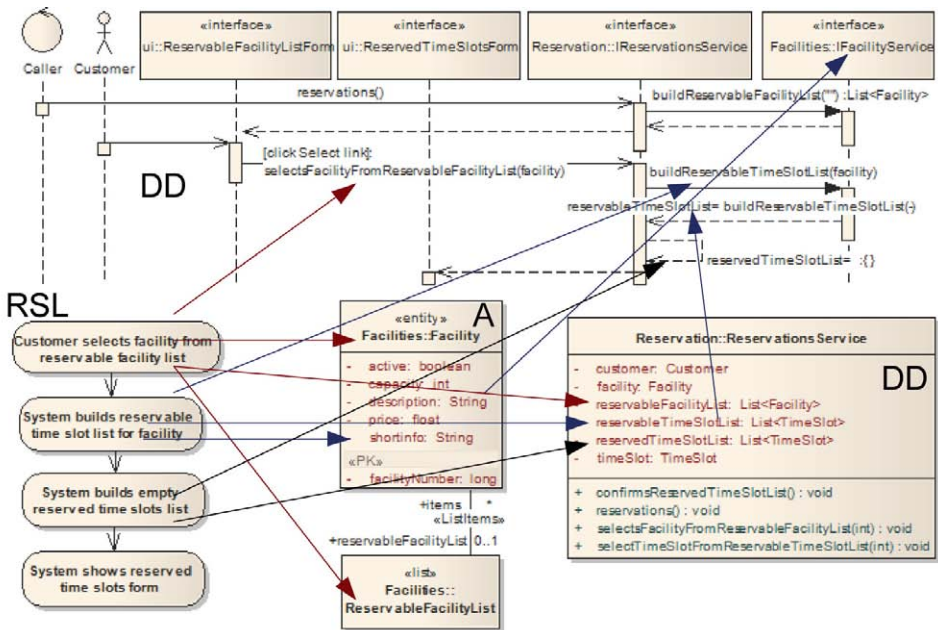 «interface»
ui::ReservableFacilityListForm
«interface»
ui::ReservedTimeSlotsForm
«interface»
Reservation::IReservationsService
«interface»
Facilities::IFacilityService
Caller
Customer
reservations()
buildReservableFacilityList("") :List<Facility>
[click Select link]:
selectsFacilityFromReservableFacilityList(facility)
DD
buildReservableTimeSlotList(facility)
reservableTimeSlotList= buildReservableTimeSlotList(-)
reservedTimeSlotList= :{}
RSL
Customer selects facility from
reservable facility list
System builds reservable
time slot list for facility
System builds empty
reserved time slots list
System shows reserved
time slots form
«entity»
A
Facilities::Facility
- active: boolean
- capacity: int
- description: String
- price: float
- shortinfo: String
«PK»
- facilityNumber: long
+items *
«ListItems»
+reservableFacilityList 0..1
«list»
Facilities::
ReservableFacilityList
Reservation::ReservationsService
DD
- customer: Customer
- facility: Facility
- reservableFacilityList: List<Facility>
- reservableTimeSlotList: List<TimeSlot>
- reservedTimeSlotList: List<TimeSlot>
- timeSlot: TimeSlot
+ confirmsReservedTimeSlotList() : void
+ reservations() : void
+ selectsFacilityFromReservableFacilityList(int) : void
+ selectTimeSlotFromReservableTimeSlotList(int) : void